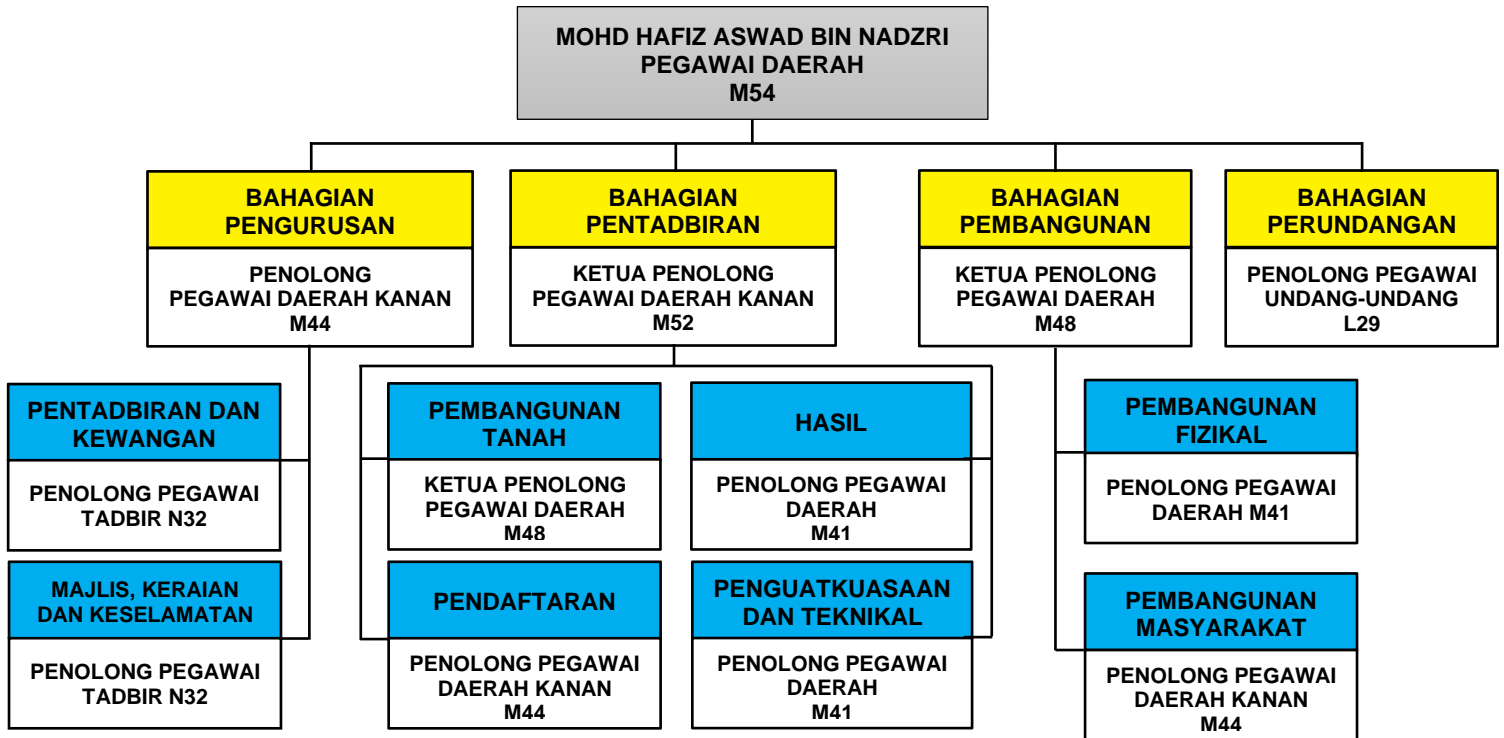 MOHD HAFIZ ASWAD BIN NADZRI
PEGAWAI DAERAH
M54
BAHAGIAN
PENGURUSAN
PENOLONG
PEGAWAI DAERAH KANAN
M44
BAHAGIAN
PENTADBIRAN
KETUA PENOLONG
PEGAWAI DAERAH KANAN
M52
BAHAGIAN
PEMBANGUNAN
KETUA PENOLONG
PEGAWAI DAERAH
M48
BAHAGIAN
PERUNDANGAN
PENOLONG PEGAWAI
UNDANG-UNDANG
L29
PENTADBIRAN DAN
KEWANGAN
PENOLONG PEGAWAI
TADBIR N32
PEMBANGUNAN
TANAH
KETUA PENOLONG
PEGAWAI DAERAH
M48
HASIL
PENOLONG PEGAWAI
DAERAH
M41
PEMBANGUNAN
FIZIKAL
PENOLONG PEGAWAI
DAERAH M41
MAJLIS, KERAIAN
DAN KESELAMATAN
PENOLONG PEGAWAI
TADBIR N32
PENDAFTARAN
PENOLONG PEGAWAI
DAERAH KANAN
M44
PENGUATKUASAAN
DAN TEKNIKAL
PENOLONG PEGAWAI
DAERAH
M41
PEMBANGUNAN
MASYARAKAT
PENOLONG PEGAWAI
DAERAH KANAN
M44